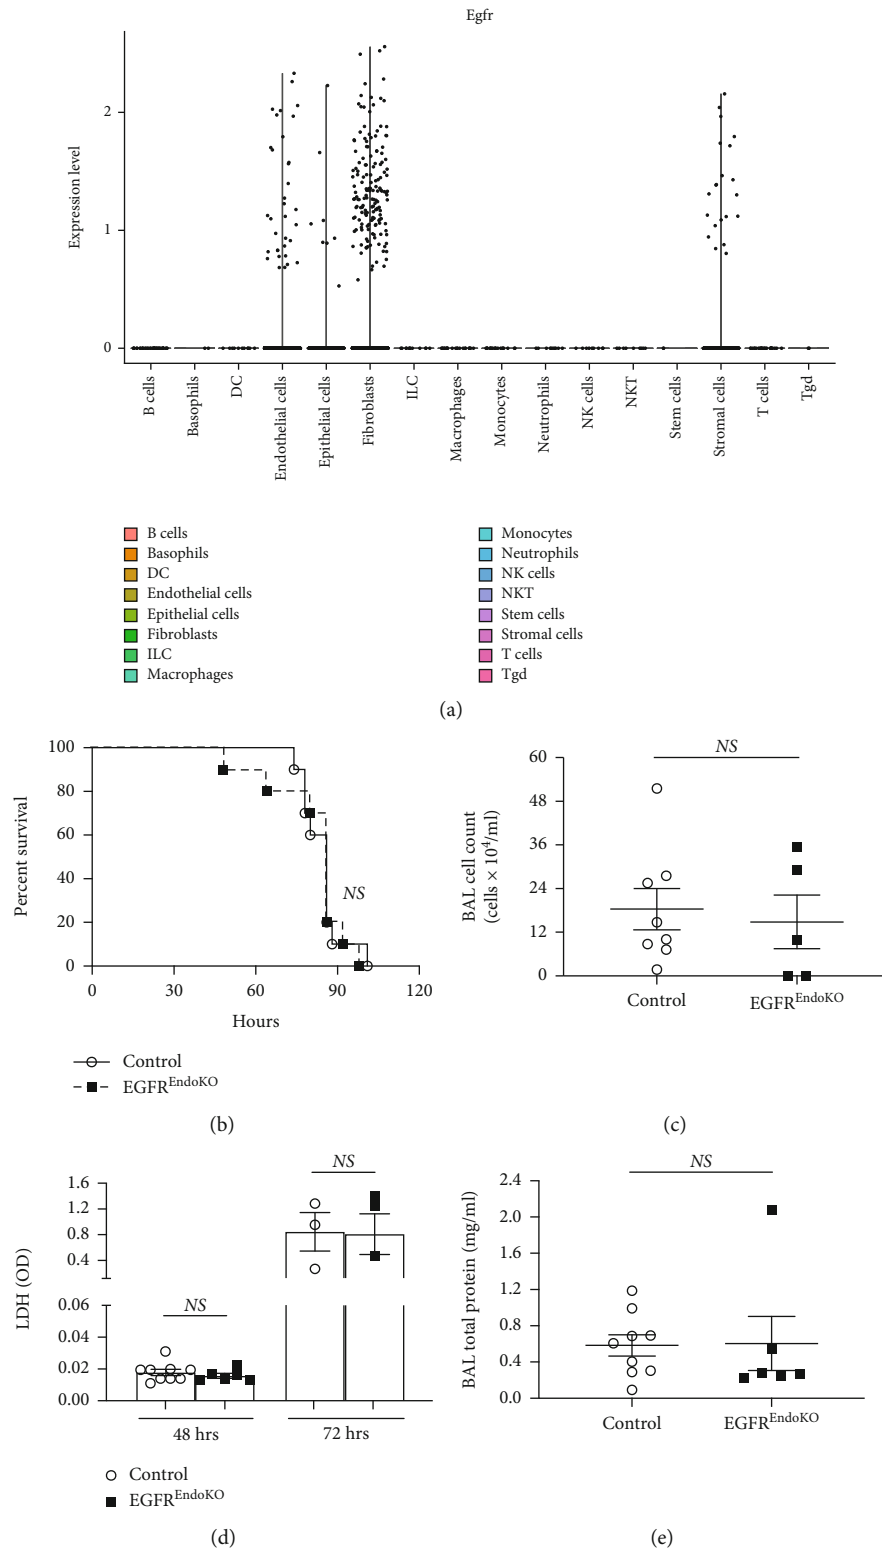 Egfr
Expression level
2
1
0
B cells
Basophils
DC
Endothelial cells
Epithelial cells
Fibroblasts
ILC
Macrophages
Monocytes
Neutrophils
NK cells
NKT
Stem cells
Stromal cells
T cells
Tgd
B cells
Basophils
DC
Endothelial cells
Epithelial cells
Fibroblasts
ILC
Macrophages
Monocytes
Neutrophils
NK cells
NKT
Stem cells
Stromal cells
T cells
Tgd
(a)
Percent survival
100
80
60
40
20
0
NS
0 30 60 90 120
Hours
Control
EGFR^EndoKO
(b)
BAL cell count
(cells × 10⁴/ml)
60
48
36
24
12
0
NS
Control EGFR^EndoKO
(c)
LDH (OD)
1.6
1.2
0.8
0.4
0.06
0.04
0.02
0.00
NS
NS
48 hrs 72 hrs
Control
EGFR^EndoKO
(d)
BAL total protein (mg/ml)
2.4
2.0
1.6
1.2
0.8
0.4
0.0
NS
Control EGFR^EndoKO
(e)